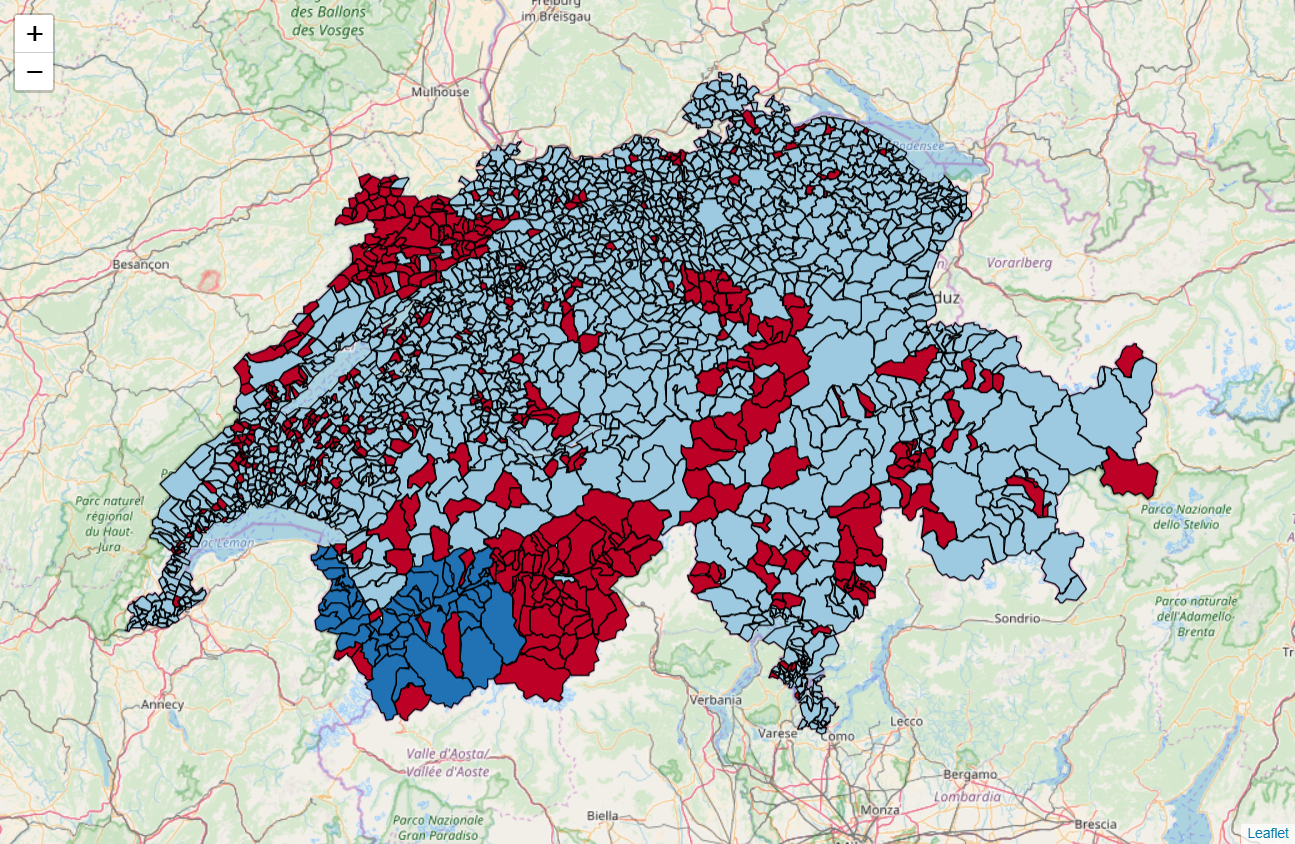 +
−
des Ballons
des Vosges
Freiburg
im Breisgau
Mulhouse
Bodensee
Besançon
Vorarlberg
duz
Parc naturel
régional
du Haut-
Jura
Lac Léman
Parco Nazionale
dello Stelvio
Parco naturale
dell'Adamello-
Brenta
Sondrio
Tr
Annecy
Verbania
Varese
Como
Lecco
Valle d'Aosta/
Vallée d'Aoste
Bergamo
Lombardia
Biella
Monza
Brescia
Parco Nazionale
Gran Paradiso
Leaflet